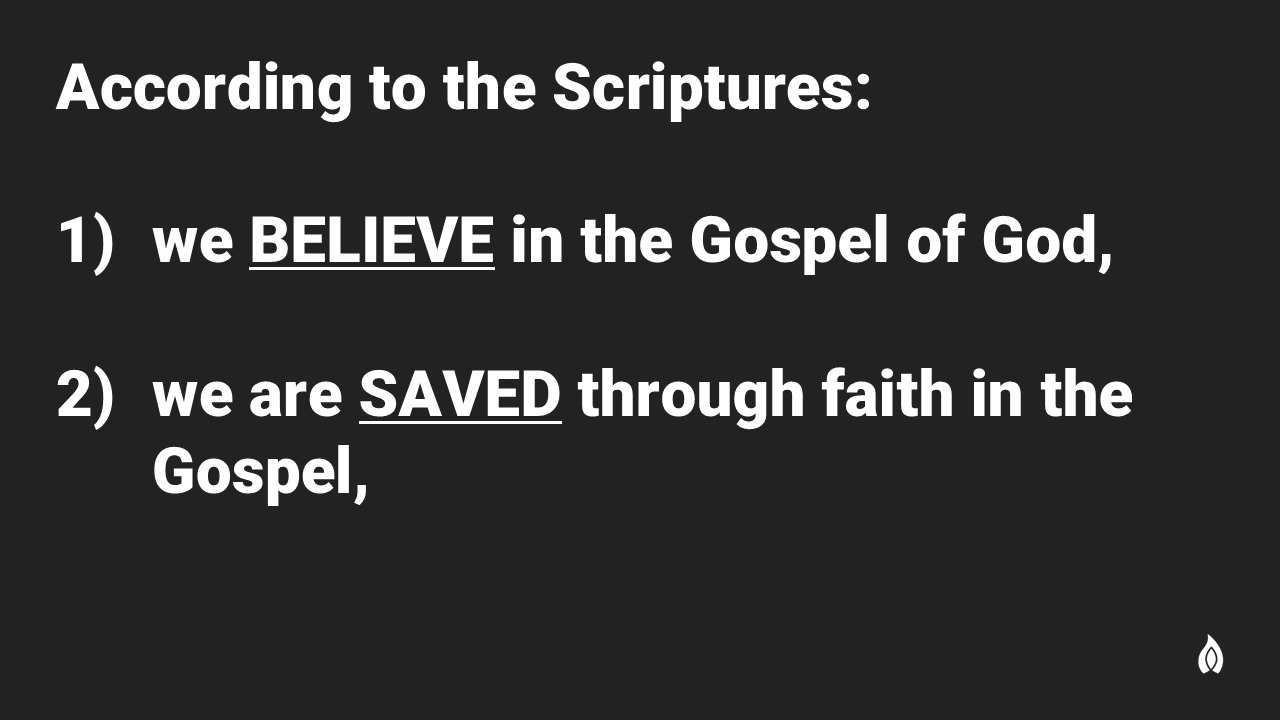 According to the Scriptures:
1) we BELIEVE in the Gospel of God,
2) we are SAVED through faith in the
Gospel,